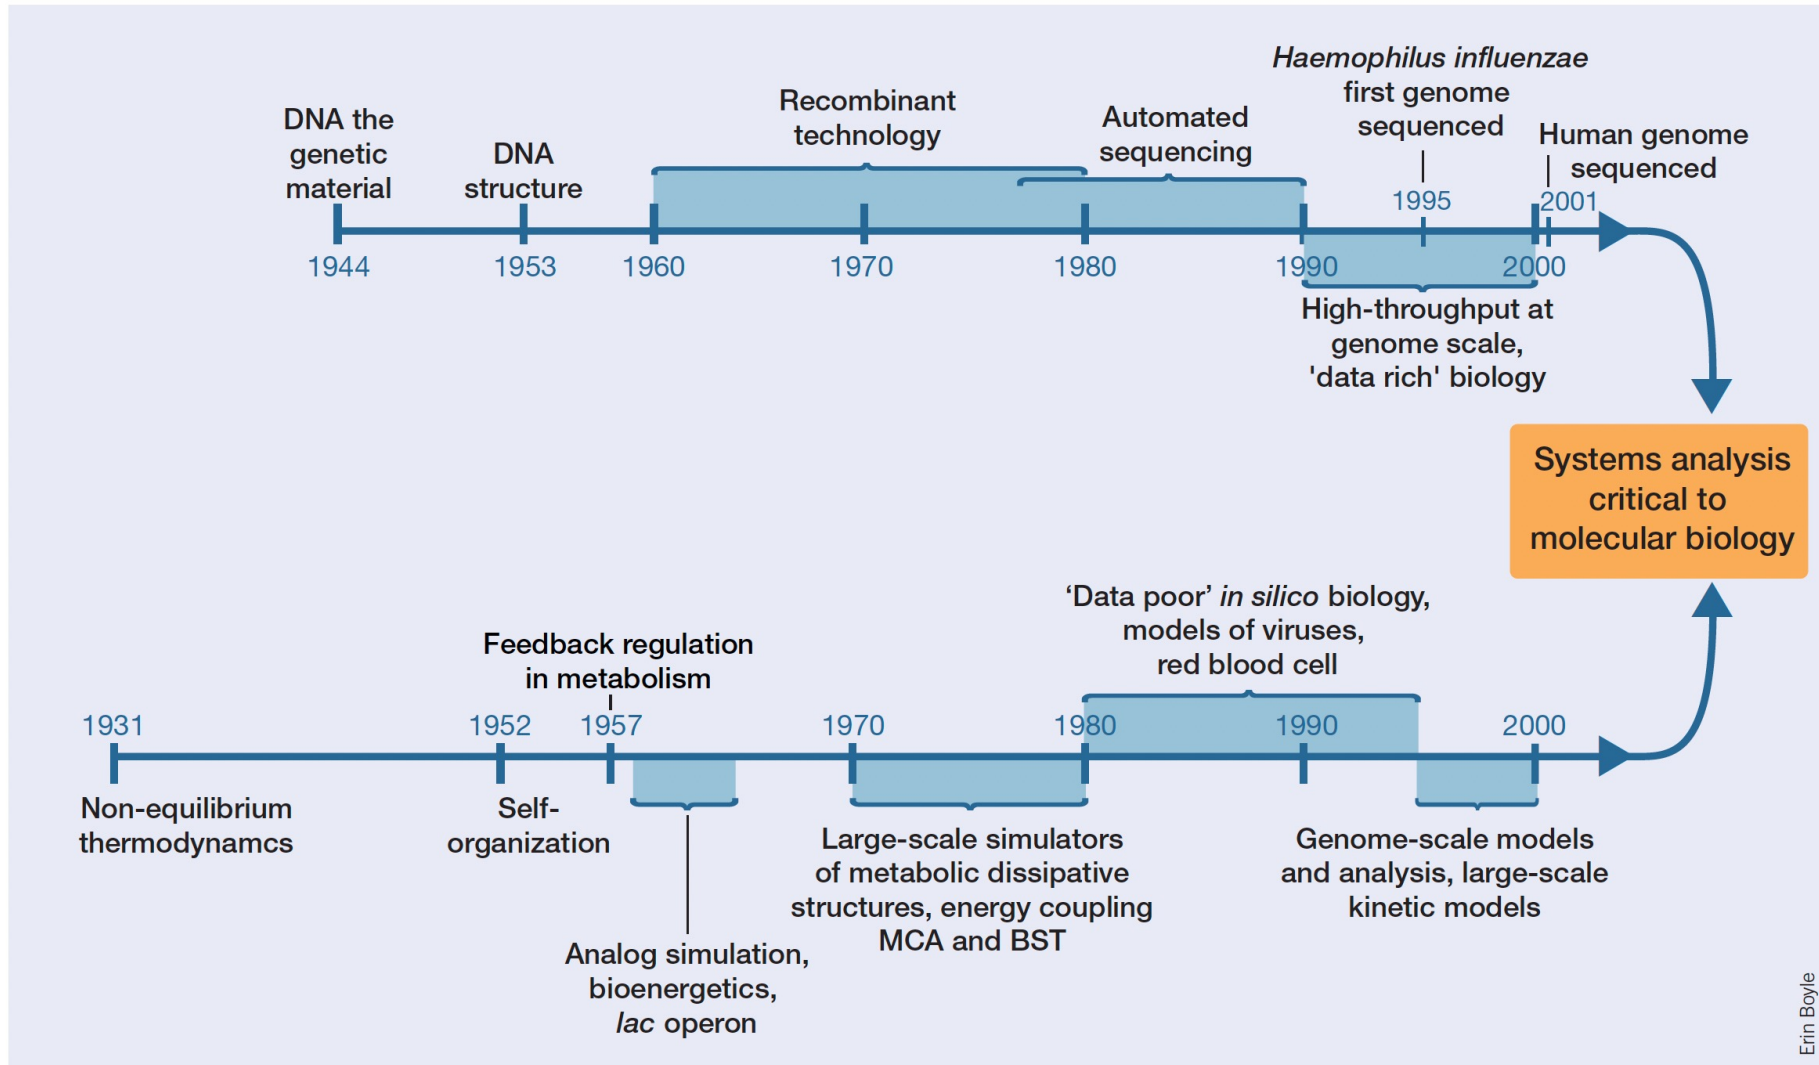 Haemophilus influenzae
first genome
sequenced
Recombinant
technology
Automated
sequencing
DNA the
genetic
material
DNA
structure
Human genome
sequenced
1995
2001
1944
1953
1960
1970
1980
1990
2000
High-throughput at
genome scale,
'data rich' biology
Systems analysis
critical to
molecular biology
‘Data poor’ in silico biology,
models of viruses,
red blood cell
Feedback regulation
in metabolism
1931
1952
1957
1970
1980
1990
2000
Non-equilibrium
thermodynamcs
Self-
organization
Large-scale simulators
of metabolic dissipative
structures, energy coupling
MCA and BST
Genome-scale models
and analysis, large-scale
kinetic models
Analog simulation,
bioenergetics,
lac operon
Erin Boyle